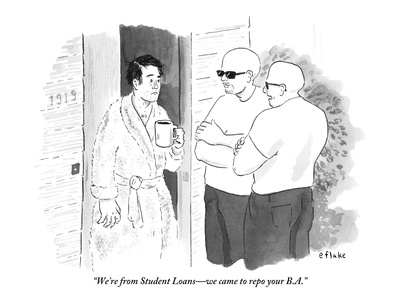 1919
eflake
"We're from Student Loans—we came to repo your B.A."